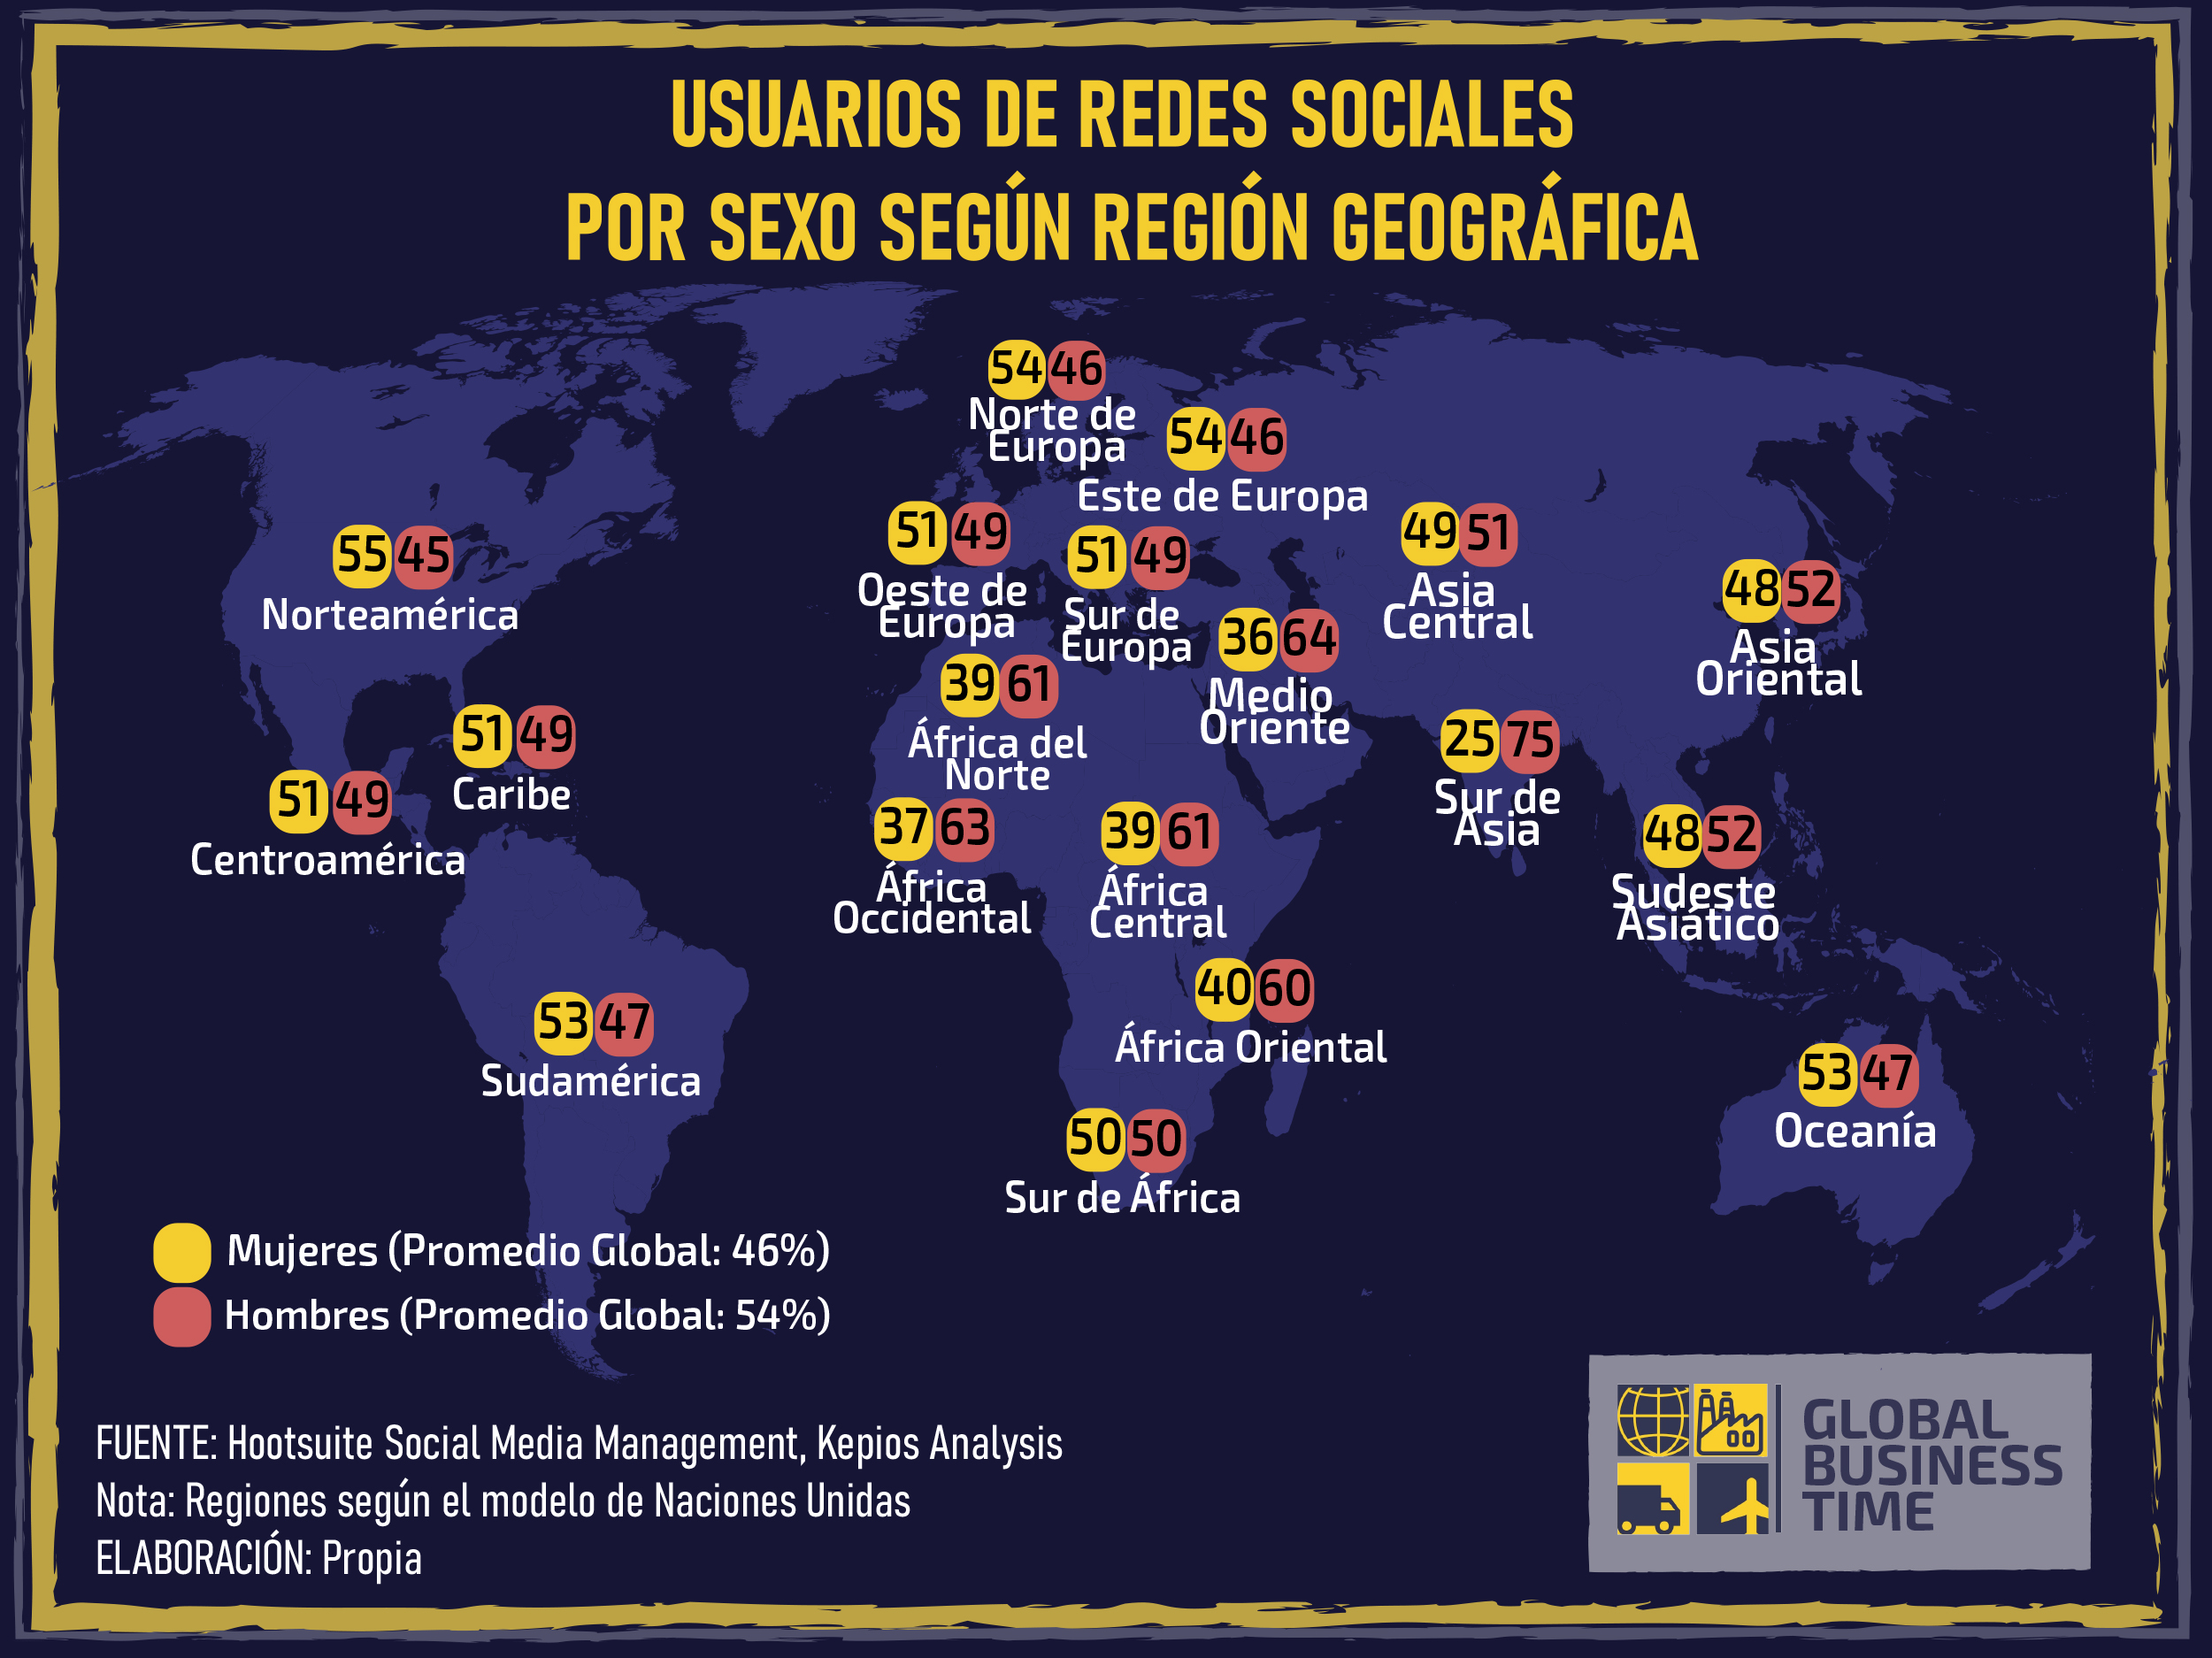 USUARIOS DE REDES SOCIALES
POR SEXO SEGÚN REGIÓN GEOGRÁFICA
54 46
Norte de
Europa
54 46
Este de Europa
55 45
Norteamérica
51 49
Oeste de
Europa
51 49
Sur de
Europa
49 51
Asia
Central
48 52
Asia
Oriental
36 64
Medio
Oriente
39 61
África del
Norte
51 49
Caribe
25 75
Sur de
Asia
51 49
Centroamérica
37 63
África
Occidental
39 61
África
Central
48 52
Sudeste
Asiático
40 60
África Oriental
53 47
Sudamérica
53 47
Oceanía
50 50
Sur de África
Mujeres (Promedio Global: 46%)
Hombres (Promedio Global: 54%)
FUENTE: Hootsuite Social Media Management, Kepios Analysis
Nota: Regiones según el modelo de Naciones Unidas
ELABORACIÓN: Propia
GLOBAL
BUSINESS
TIME